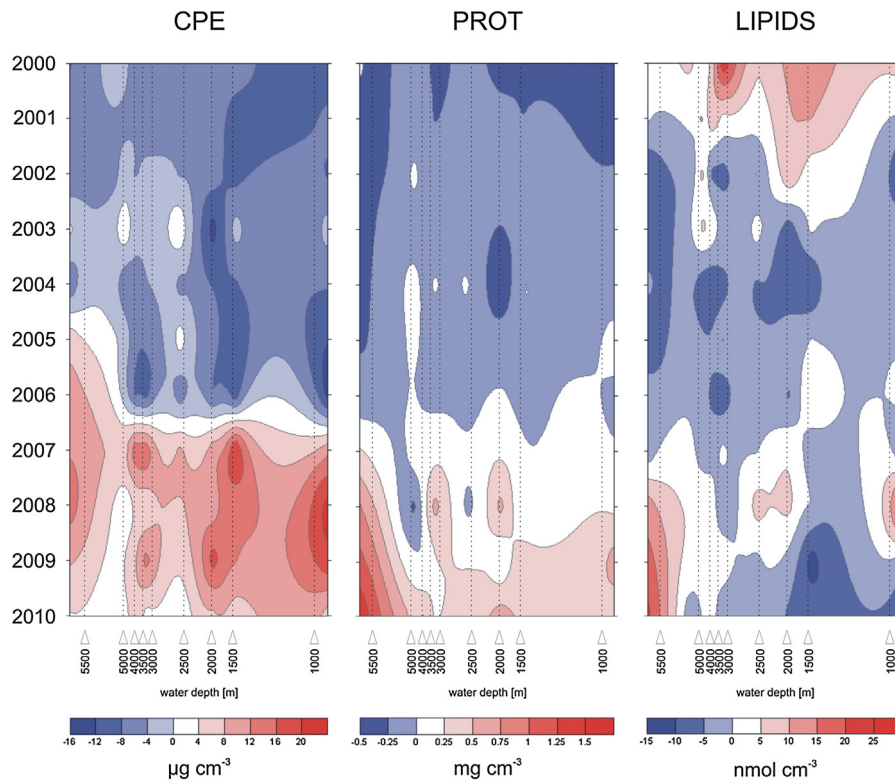 CPE PROT LIPIDS
2000
2001
2002
2003
2004
2005
2006
2007
2008
2009
2010
5500 5000 4000 3500 3000 2500 2000 1500 1000 5500 5000 4000 3500 3000 2500 2000 1500 1000 5500 5000 4000 3500 3000 2500 2000 1500 1000
water depth [m] water depth [m] water depth [m]
-16 -12 -8 -4 0 4 8 12 16 20 -0.5 -0.25 0 0.25 0.5 1 1.25 1.5 -15 -10 -5 0 5 10 15 20 25
µg cm-3 mg cm-3 nmol cm-3